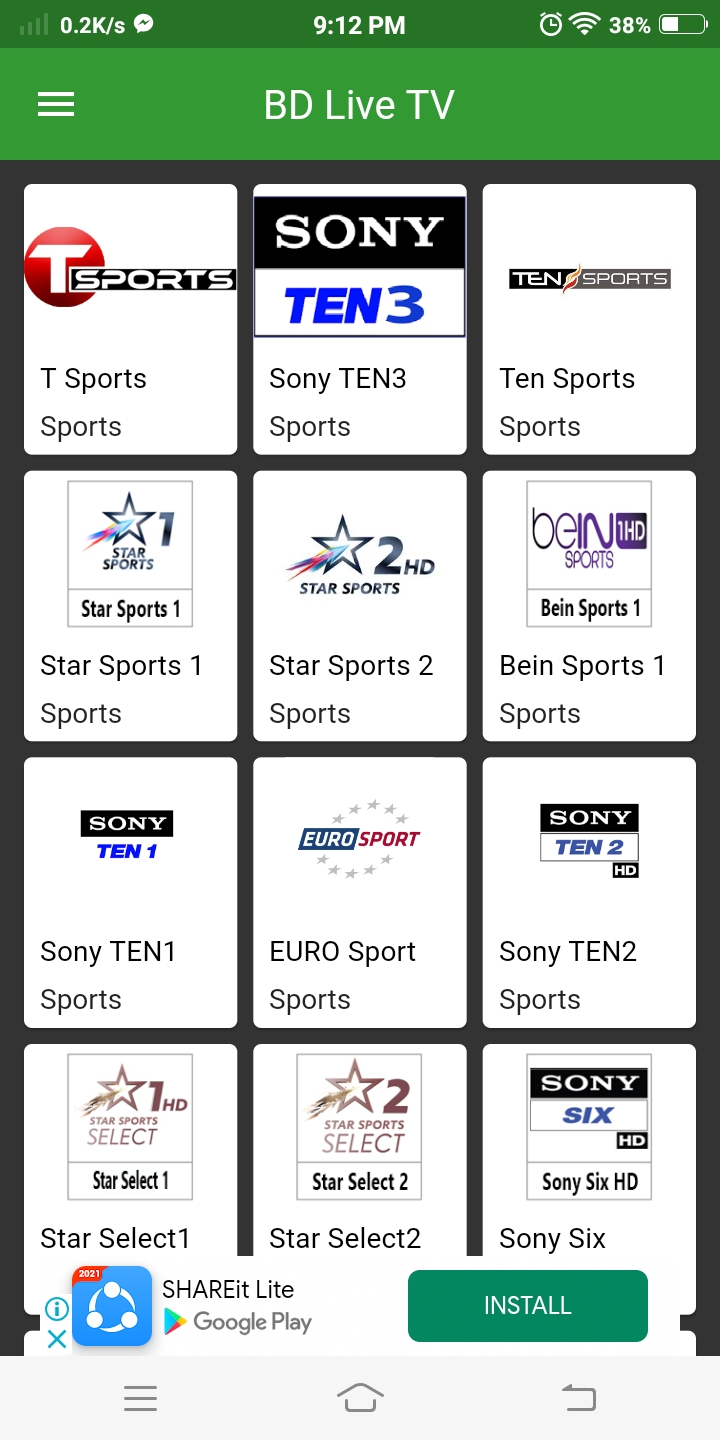 0.2K/s 9:12 PM 38%
BD Live TV
T SPORTS
T Sports
Sports
SONY
TEN 3
Sony TEN3
Sports
TEN SPORTS
Ten Sports
Sports
1
STAR
SPORTS
Star Sports 1
Star Sports 1
Sports
2HD
STAR SPORTS
Star Sports 2
Sports
beIN 1HD
SPORTS
Bein Sports 1
Bein Sports 1
Sports
SONY
TEN 1
Sony TEN1
Sports
EUROSPORT
EURO Sport
Sports
SONY
TEN 2
HD
Sony TEN2
Sports
1HD
STAR SPORTS
SELECT
Star Select 1
Star Select1
2
STAR SPORTS
SELECT
Star Select 2
Star Select2
SONY
SIX
HD
Sony Six HD
Sony Six
2021
SHAREit Lite
Google Play
INSTALL